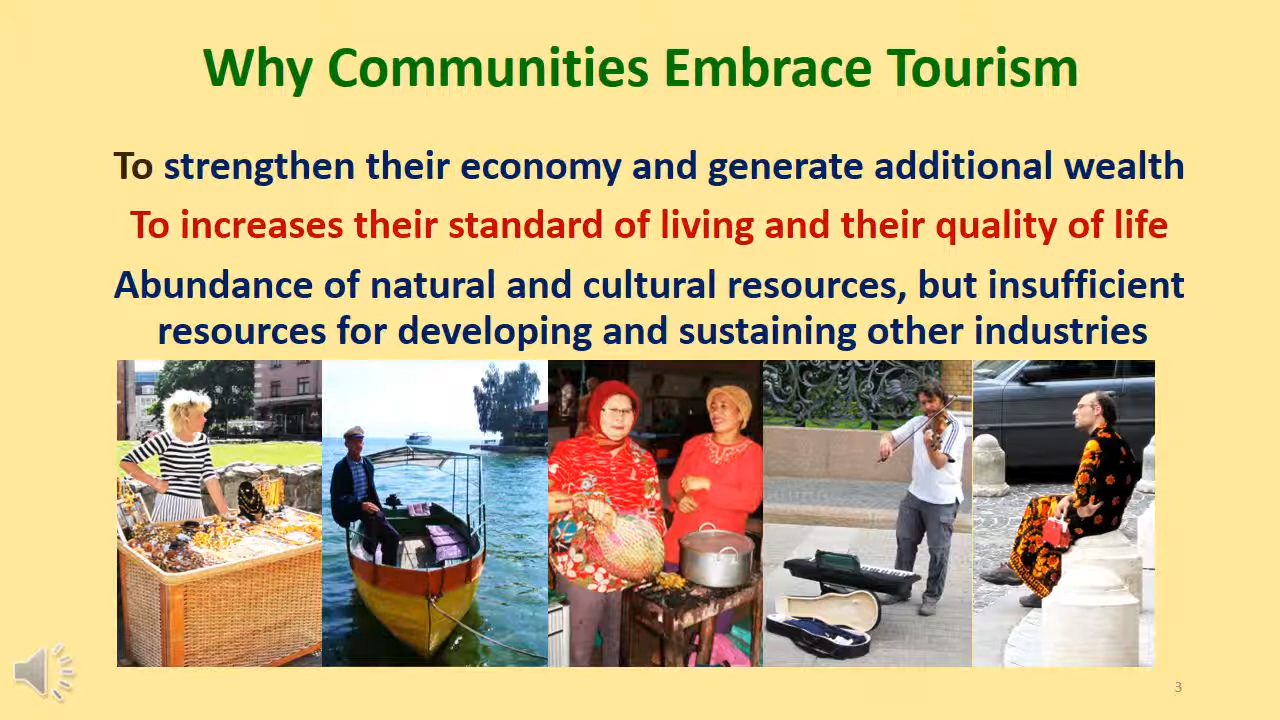 Why Communities Embrace Tourism
To strengthen their economy and generate additional wealth
To increases their standard of living and their quality of life
Abundance of natural and cultural resources, but insufficient
resources for developing and sustaining other industries
3